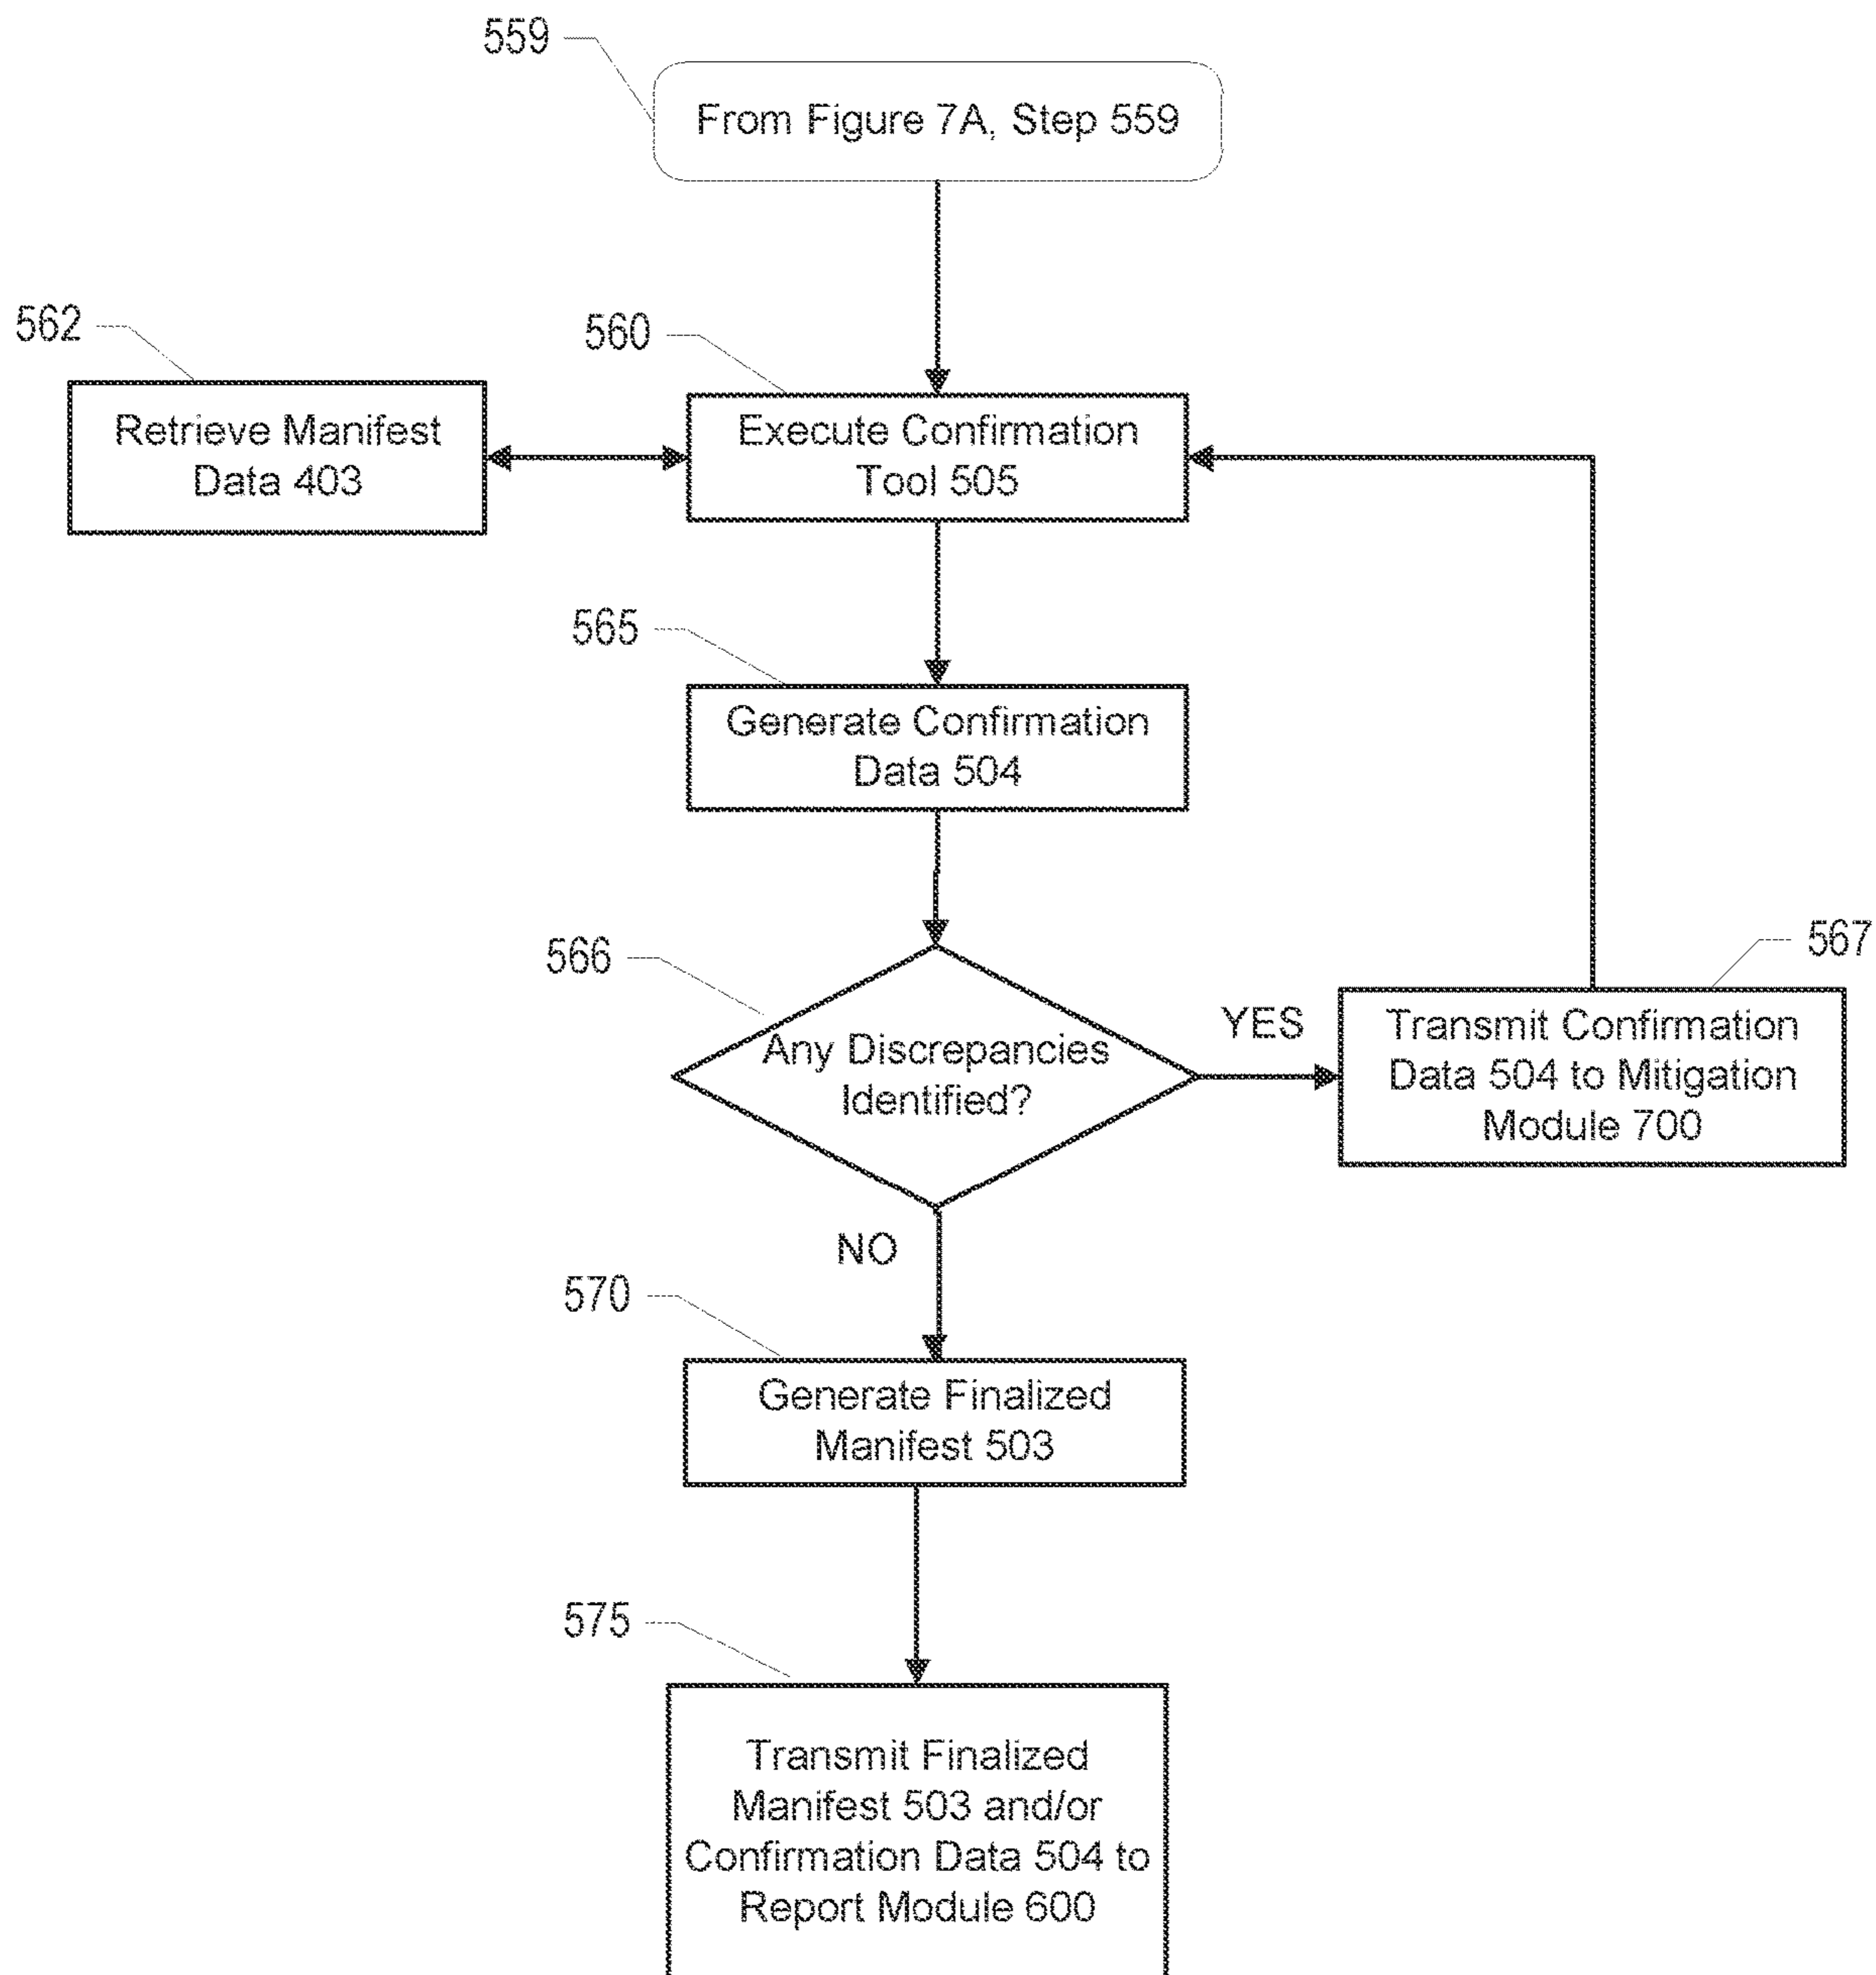 559
From Figure 7A, Step 559
562
560
Retrieve Manifest
Data 403
Execute Confirmation
Tool 505
565
Generate Confirmation
Data 504
566
Any Discrepancies
Identified?
YES
567
Transmit Confirmation
Data 504 to Mitigation
Module 700
NO
570
Generate Finalized
Manifest 503
575
Transmit Finalized
Manifest 503 and/or
Confirmation Data 504 to
Report Module 600